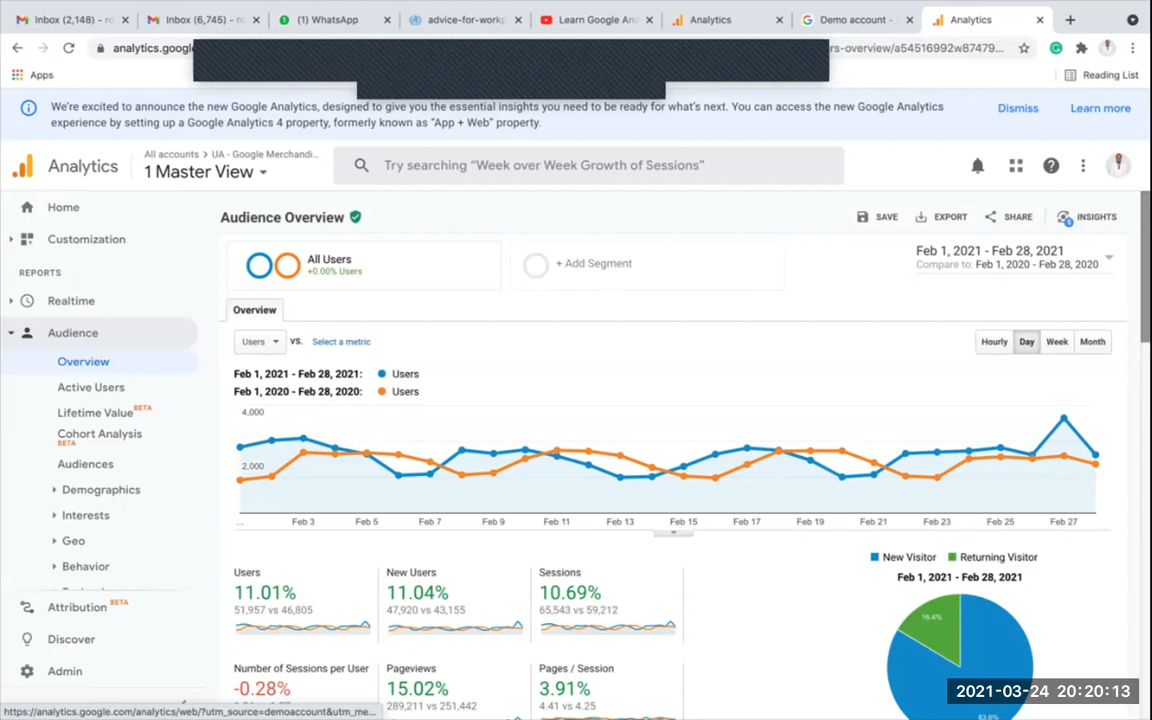 Inbox (2,148) - ro
Inbox (6,745) - ro
(1) WhatsApp
advice-for-workp
Learn Google Ana
Analytics
Demo account -
Analytics
analytics.google
rs-overview/a54516992w87479...
Apps
Reading List
We're excited to announce the new Google Analytics, designed to give you the essential insights you need to be ready for what's next. You can access the new Google Analytics
experience by setting up a Google Analytics 4 property, formerly known as "App + Web" property.
Dismiss
Learn more
Analytics
All accounts > UA - Google Merchandi...
1 Master View
Try searching "Week over Week Growth of Sessions"
Home
Customization
REPORTS
Realtime
Audience
Overview
Active Users
Lifetime Value BETA
Cohort Analysis
BETA
Audiences
Demographics
Interests
Geo
Behavior
Attribution BETA
Discover
Admin
Audience Overview
SAVE
EXPORT
SHARE
INSIGHTS
All Users
+0.00% Users
+ Add Segment
Feb 1, 2021 - Feb 28, 2021
Compare to: Feb 1, 2020 - Feb 28, 2020
Overview
Users
vs.
Select a metric
Hourly
Day
Week
Month
Feb 1, 2021 - Feb 28, 2021: Users
Feb 1, 2020 - Feb 28, 2020: Users
4,000
2,000
... Feb 3 Feb 5 Feb 7 Feb 9 Feb 11 Feb 13 Feb 15 Feb 17 Feb 19 Feb 21 Feb 23 Feb 25 Feb 27
New Visitor
Returning Visitor
Feb 1, 2021 - Feb 28, 2021
16.4%
83.6%
Users
11.01%
51,957 vs 46,805
New Users
11.04%
47,920 vs 43,155
Sessions
10.69%
65,543 vs 59,212
Number of Sessions per User
-0.28%
Pageviews
15.02%
289,211 vs 251,442
Pages / Session
3.91%
4.41 vs 4.25
2021-03-24 20:20:13
https://analytics.google.com/analytics/web/?utm_source=demoaccount&utm_me...